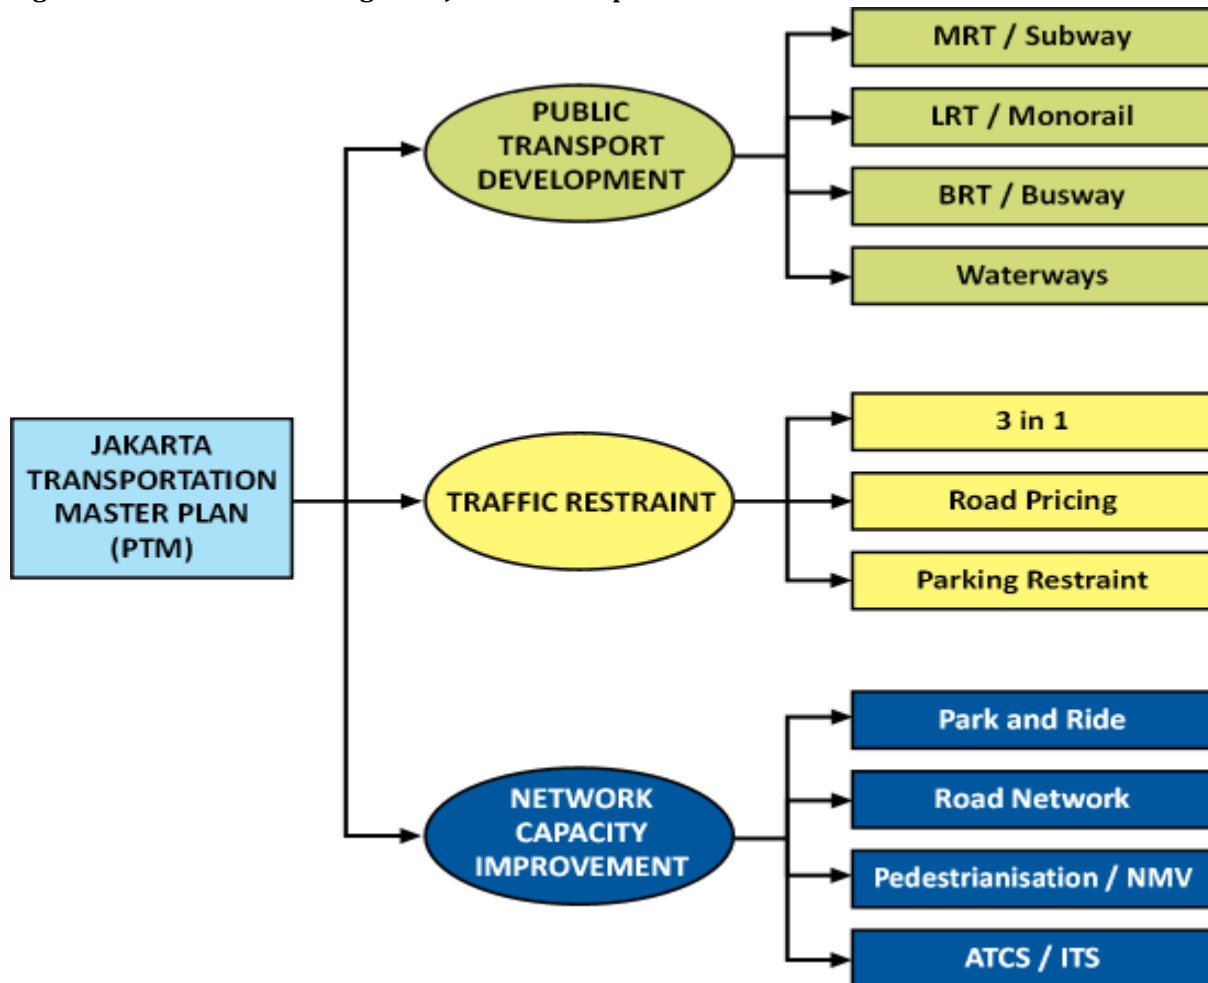 MRT / Subway
LRT / Monorail
BRT / Busway
Waterways
PUBLIC
TRANSPORT
DEVELOPMENT
3 in 1
Road Pricing
Parking Restraint
TRAFFIC RESTRAINT
JAKARTA
TRANSPORTATION
MASTER PLAN
(PTM)
Park and Ride
Road Network
Pedestrianisation / NMV
ATCS / ITS
NETWORK
CAPACITY
IMPROVEMENT